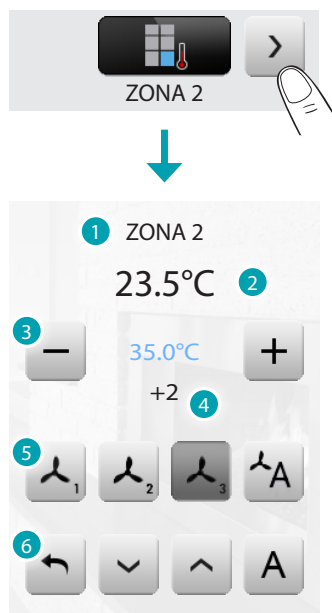 ZONA 2
1 ZONA 2
23.5°C 2
3 − 35.0°C +
+2 4
5 1 2 3 A
6 A